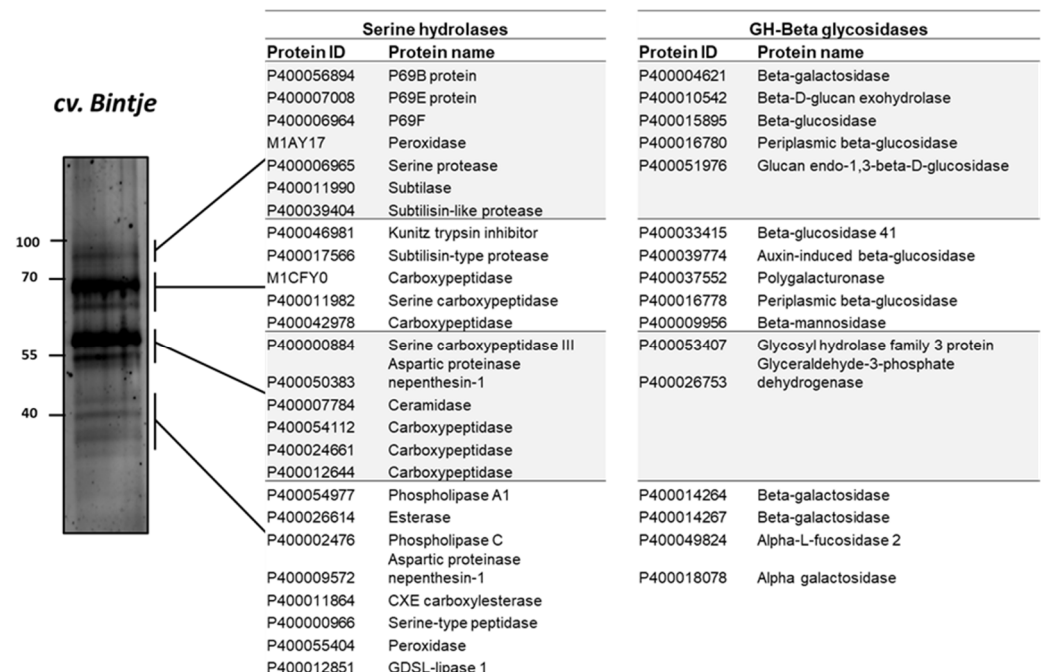 Serine hydrolases
Protein ID Protein name
P400056894 P69B protein
P400007008 P69E protein
P400006964 P69F
M1AY17 Peroxidase
P400006965 Serine protease
P400011990 Subtilase
P400039404 Subtilisin-like protease
P400046981 Kunitz trypsin inhibitor
P400017566 Subtilisin-type protease
M1CFY0 Carboxypeptidase
P400011982 Serine carboxypeptidase
P400042978 Carboxypeptidase
P400000884 Serine carboxypeptidase III
Aspartic proteinase
P400050383 nepenthesin-1
P400007784 Ceramidase
P400054112 Carboxypeptidase
P400024661 Carboxypeptidase
P400012644 Carboxypeptidase
P400054977 Phospholipase A1
P400026614 Esterase
P400002476 Phospholipase C
Aspartic proteinase
P400009572 nepenthesin-1
P400011864 CXE carboxylesterase
P400000966 Serine-type peptidase
P400055404 Peroxidase
P400012851 GDSL-lipase 1
GH-Beta glycosidases
Protein ID Protein name
P400004621 Beta-galactosidase
P400010542 Beta-D-glucan exohydrolase
P400015895 Beta-glucosidase
P400016780 Periplasmic beta-glucosidase
P400051976 Glucan endo-1,3-beta-D-glucosidase
P400033415 Beta-glucosidase 41
P400039774 Auxin-induced beta-glucosidase
P400037552 Polygalacturonase
P400016778 Periplasmic beta-glucosidase
P400009956 Beta-mannosidase
P400053407 Glycosyl hydrolase family 3 protein
Glyceraldehyde-3-phosphate
P400026753 dehydrogenase
P400014264 Beta-galactosidase
P400014267 Beta-galactosidase
P400049824 Alpha-L-fucosidase 2
P400018078 Alpha galactosidase
cv. Bintje
100
70
55
40